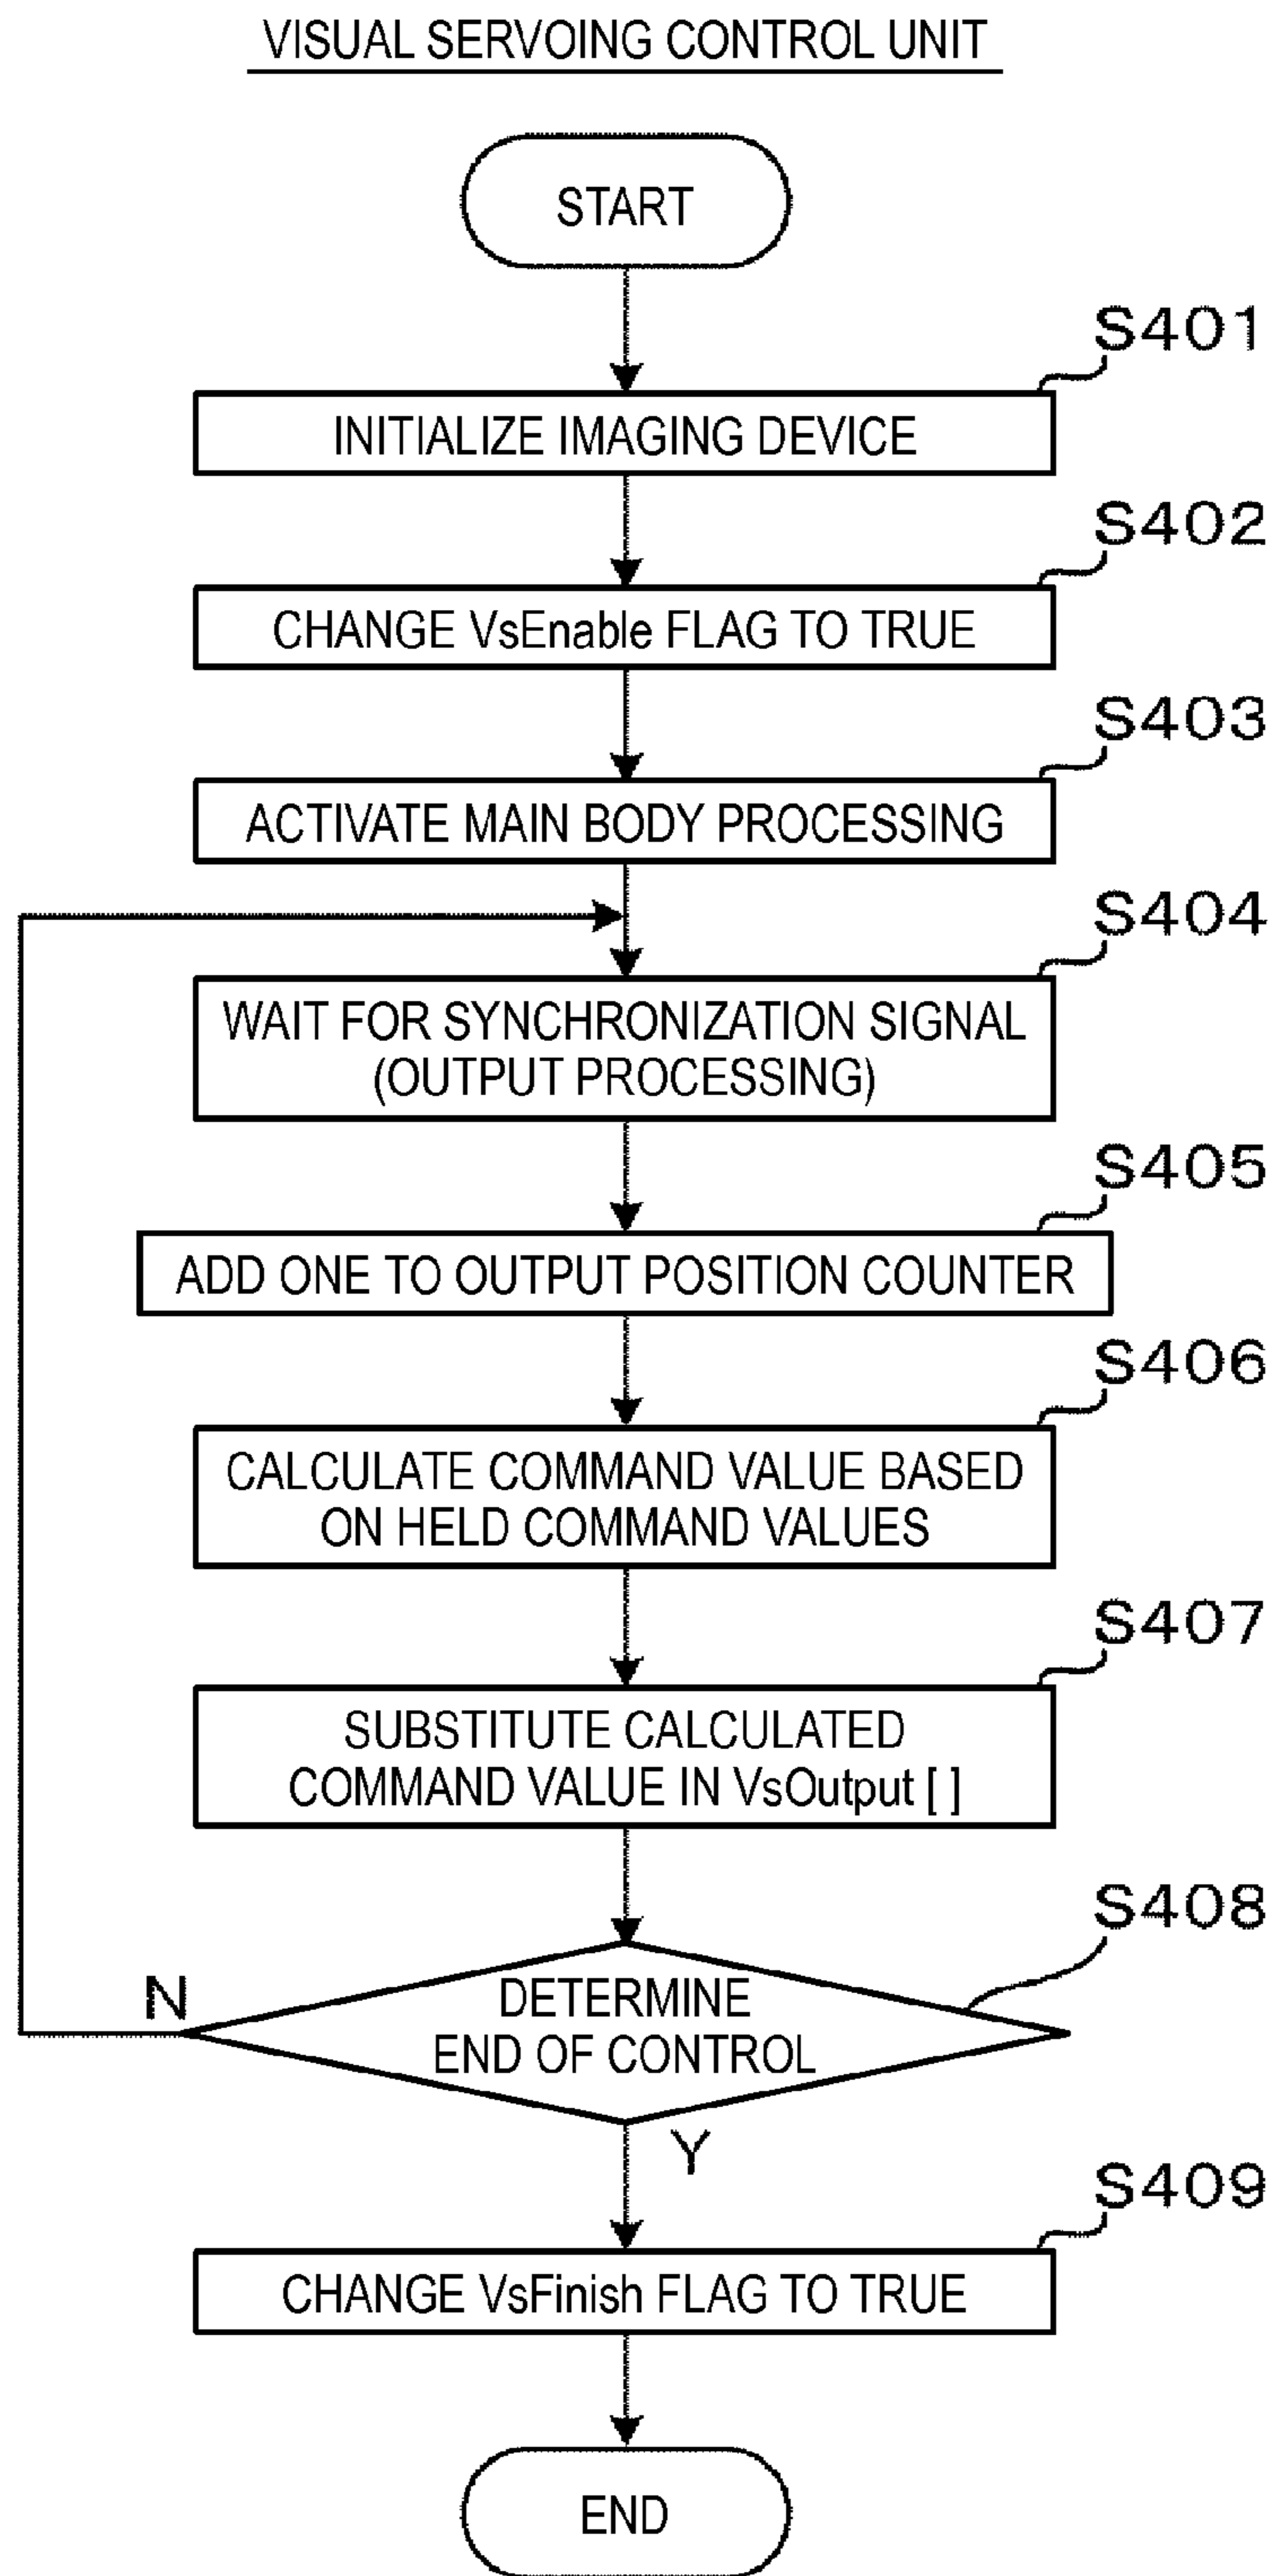 VISUAL SERVOING CONTROL UNIT
START
S401
INITIALIZE IMAGING DEVICE
S402
CHANGE VsEnable FLAG TO TRUE
S403
ACTIVATE MAIN BODY PROCESSING
S404
WAIT FOR SYNCHRONIZATION SIGNAL
(OUTPUT PROCESSING)
S405
ADD ONE TO OUTPUT POSITION COUNTER
S406
CALCULATE COMMAND VALUE BASED
ON HELD COMMAND VALUES
S407
SUBSTITUTE CALCULATED
COMMAND VALUE IN VsOutput [ ]
S408
N
DETERMINE
END OF CONTROL
Y
S409
CHANGE VsFinish FLAG TO TRUE
END